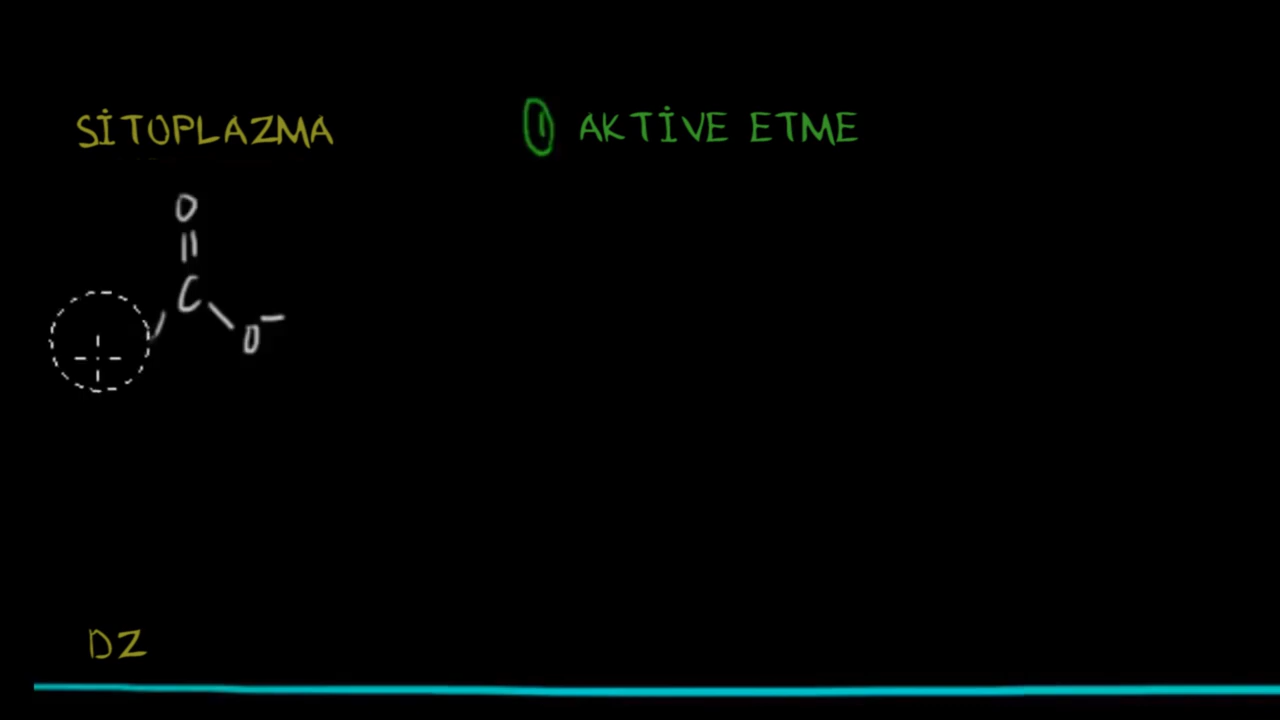 SİTOPLAZMA
① AKTİVE ETME
O
C
O⁻
DZ